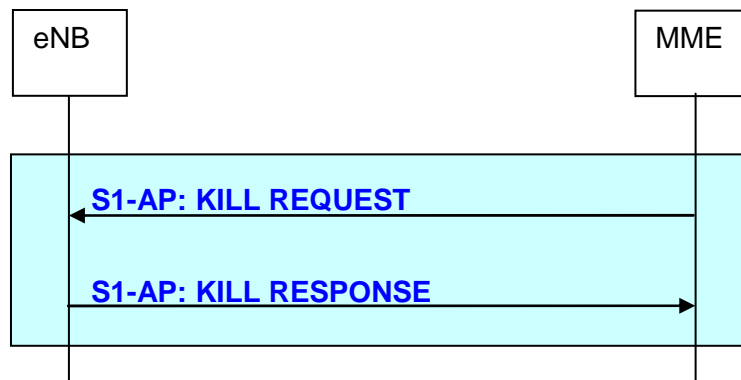 eNB
MME
S1-AP: KILL REQUEST
S1-AP: KILL RESPONSE